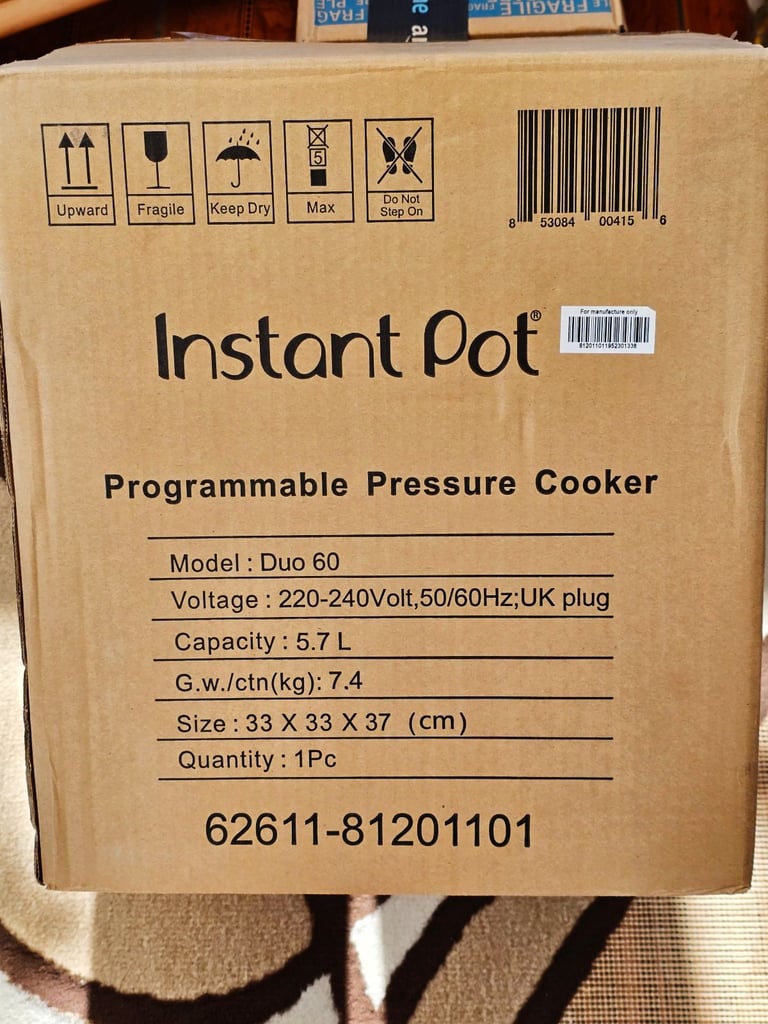 FRAGILE
Upward
Fragile
Keep Dry
5
Max
Do Not
Step On
8 53084 00415 6
Instant Pot®
For manufacture only
Programmable Pressure Cooker
Model : Duo 60
Voltage : 220-240Volt,50/60Hz;UK plug
Capacity : 5.7 L
G.w./ctn(kg): 7.4
Size : 33 X 33 X 37 (cm)
Quantity : 1Pc
62611-81201101